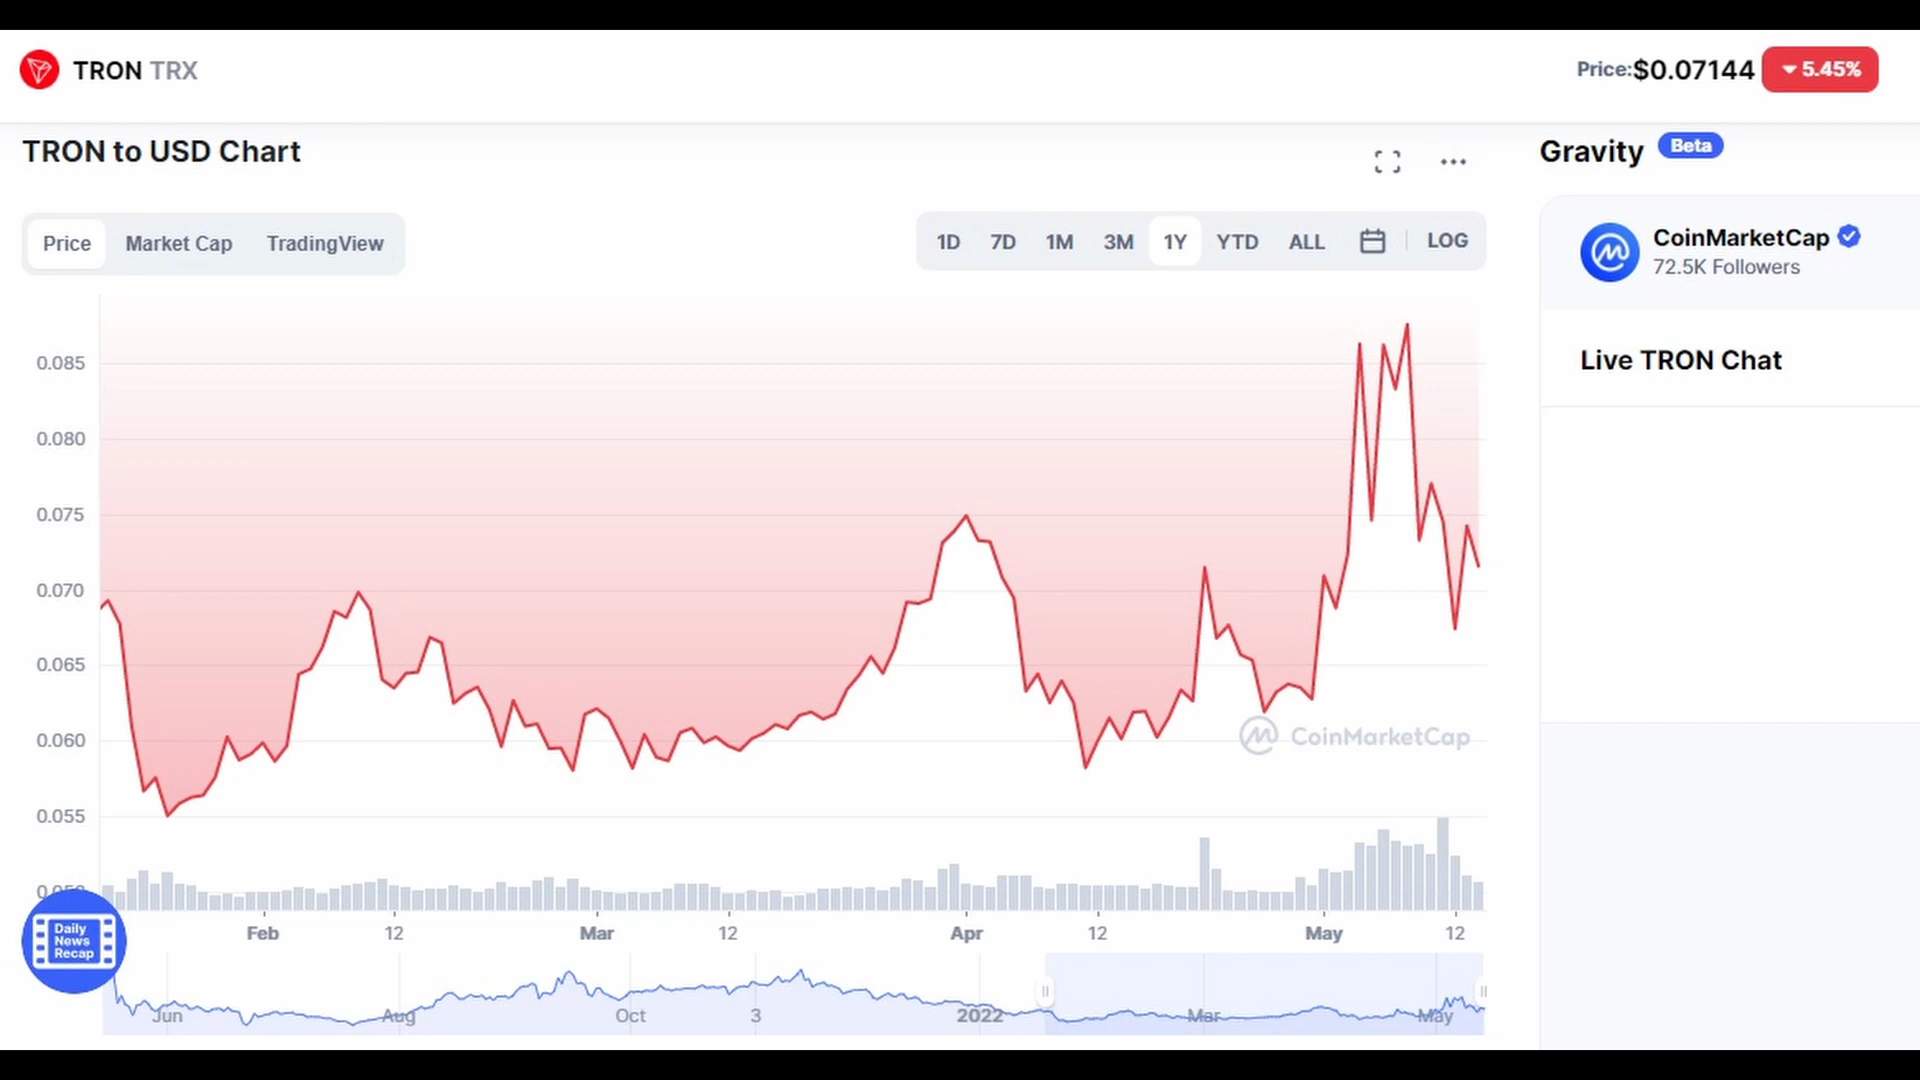 TRON TRX
Price:$0.07144 5.45%
TRON to USD Chart
Gravity Beta
Price Market Cap TradingView
1D 7D 1M 3M 1Y YTD ALL LOG
CoinMarketCap
72.5K Followers
Live TRON Chat
0.085
0.080
0.075
0.070
0.065
0.060
0.055
CoinMarketCap
Daily
News
Recap
Feb 12 Mar 12 Apr 12 May 12
Jun Aug Oct 3 2022 Mar May